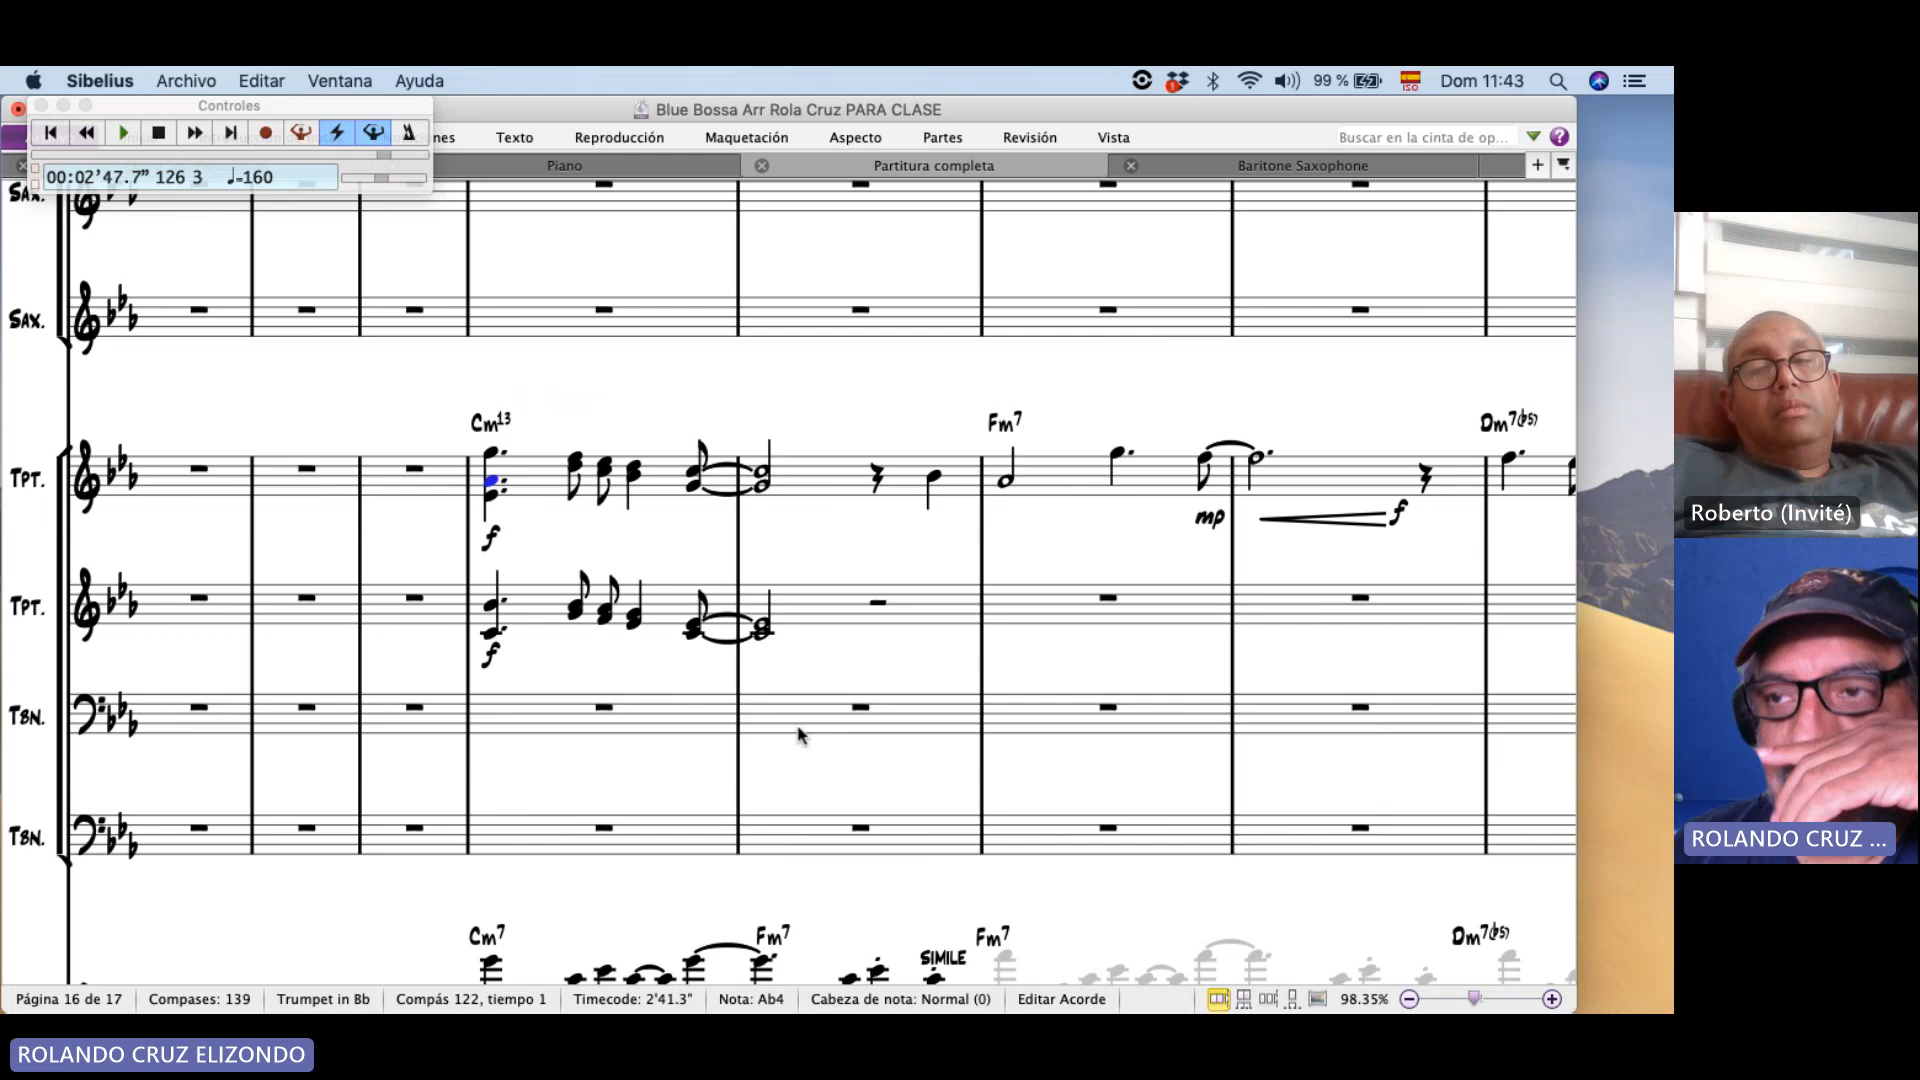 Sibelius Archivo Editar Ventana Ayuda 99 % ISO Dom 11:43
Controles
Blue Bossa Arr Rola Cruz PARA CLASE
nes Texto Reproducción Maquetación Aspecto Partes Revisión Vista Buscar en la cinta de op...
Piano Partitura completa Baritone Saxophone
00:02'47.7” 126 3 ♩=160
SAX.
SAX.
Cm13 Fm7 Dm7(b5)
TPT.
mp f
f
TPT.
f
TBN.
TBN.
Cm7 Fm7 Fm7 Dm7(b5)
SIMILE
Página 16 de 17 Compases: 139 Trumpet in Bb Compás 122, tiempo 1 Timecode: 2'41.3" Nota: Ab4 Cabeza de nota: Normal (0) Editar Acorde 98.35%
Roberto (Invité)
ROLANDO CRUZ ...
ROLANDO CRUZ ELIZONDO